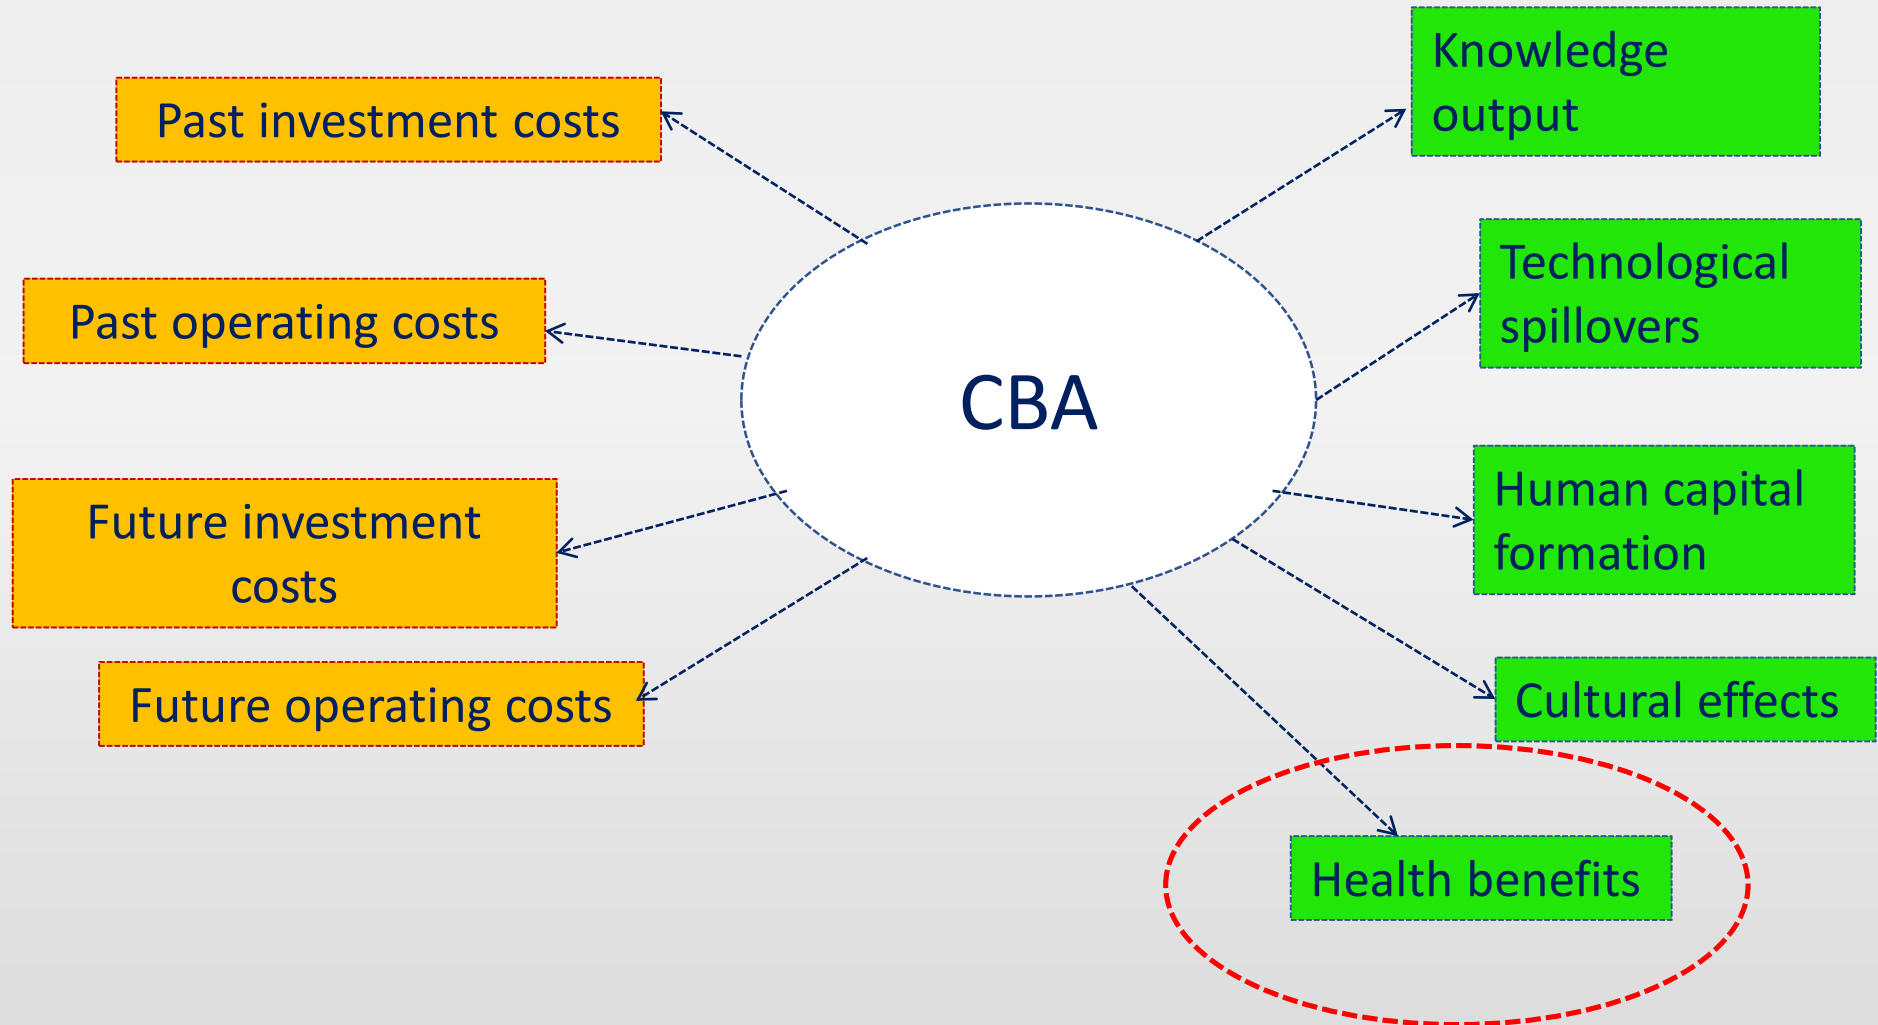 Past investment costs
Past operating costs
Future investment
costs
Future operating costs
CBA
Knowledge
output
Technological
spillovers
Human capital
formation
Cultural effects
Health benefits